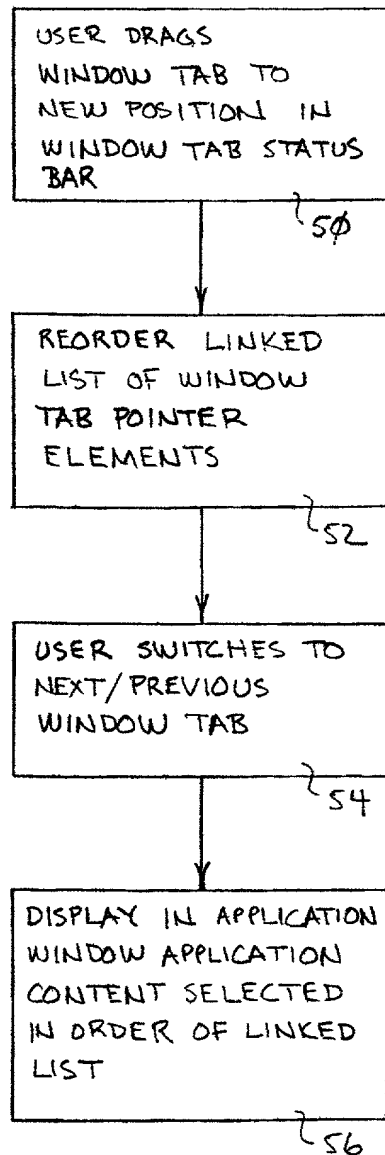 USER DRAGS
WINDOW TAB TO
NEW POSITION IN
WINDOW TAB STATUS
BAR
50
REORDER LINKED
LIST OF WINDOW
TAB POINTER
ELEMENTS
52
USER SWITCHES TO
NEXT/PREVIOUS
WINDOW TAB
54
DISPLAY IN APPLICATION
WINDOW APPLICATION
CONTENT SELECTED
IN ORDER OF LINKED
LIST
56